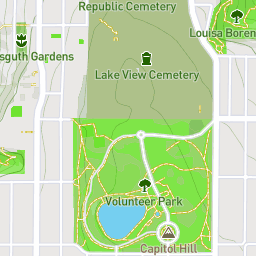 Republic Cemetery
Louisa Boren
sguth Gardens
Lake View Cemetery
Volunteer Park
Capitol Hill